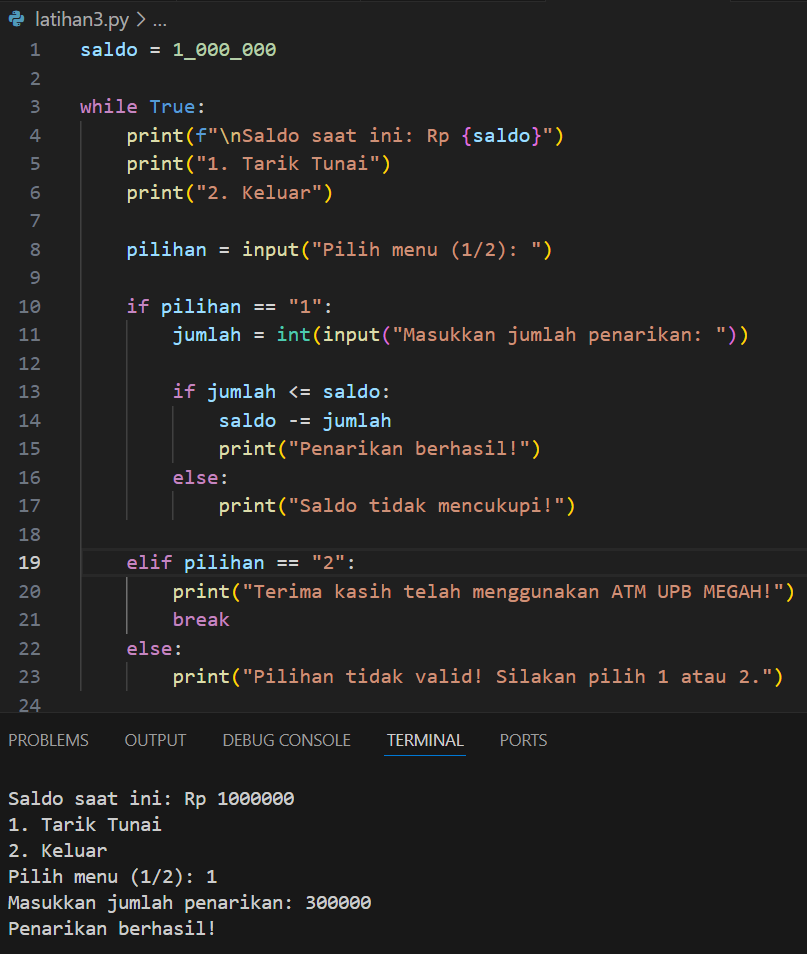 latihan3.py > ...
1 saldo = 1_000_000
2
3 while True:
4     print(f"\nSaldo saat ini: Rp {saldo}")
5     print("1. Tarik Tunai")
6     print("2. Keluar")
7
8     pilihan = input("Pilih menu (1/2): ")
9
10     if pilihan == "1":
11         jumlah = int(input("Masukkan jumlah penarikan: "))
12
13         if jumlah <= saldo:
14             saldo -= jumlah
15             print("Penarikan berhasil!")
16         else:
17             print("Saldo tidak mencukupi!")
18
19     elif pilihan == "2":
20         print("Terima kasih telah menggunakan ATM UPB MEGAH!")
21         break
22     else:
23         print("Pilihan tidak valid! Silakan pilih 1 atau 2.")
24
PROBLEMS OUTPUT DEBUG CONSOLE TERMINAL PORTS
Saldo saat ini: Rp 1000000
1. Tarik Tunai
2. Keluar
Pilih menu (1/2): 1
Masukkan jumlah penarikan: 300000
Penarikan berhasil!